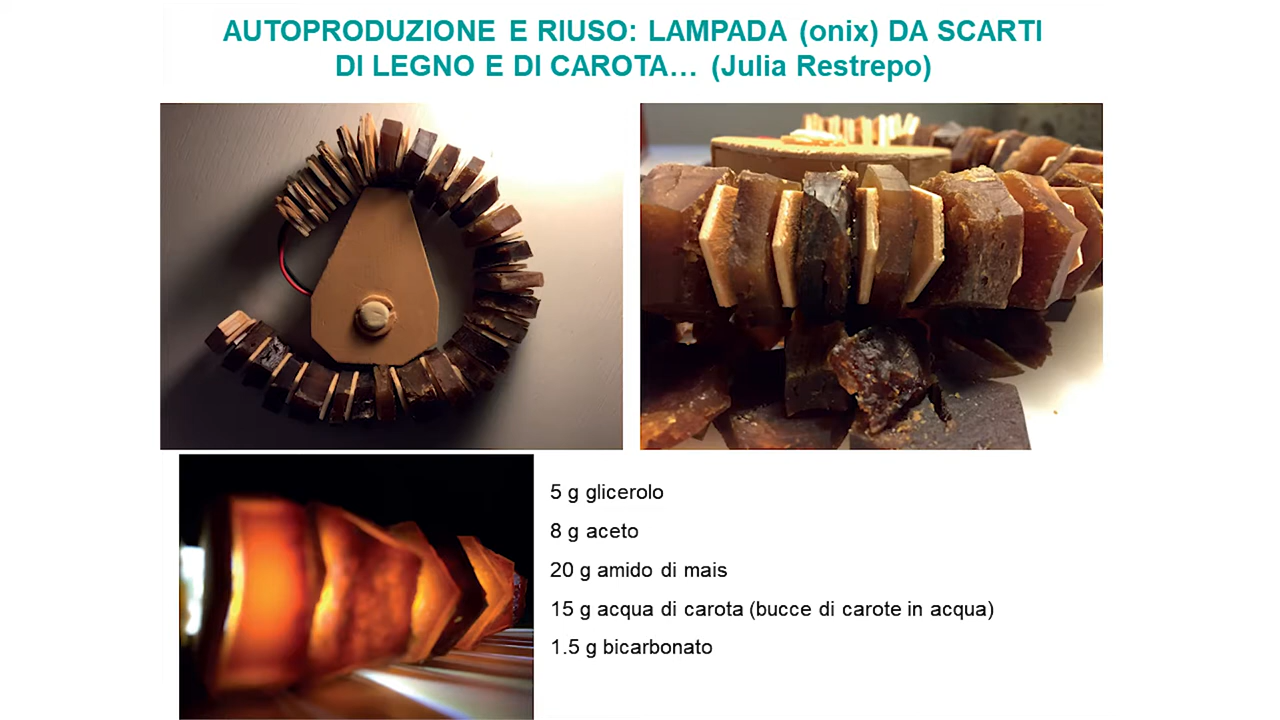 AUTOPRODUZIONE E RIUSO: LAMPADA (onix) DA SCARTI
DI LEGNO E DI CAROTA… (Julia Restrepo)
5 g glicerolo
8 g aceto
20 g amido di mais
15 g acqua di carota (bucce di carote in acqua)
1.5 g bicarbonato